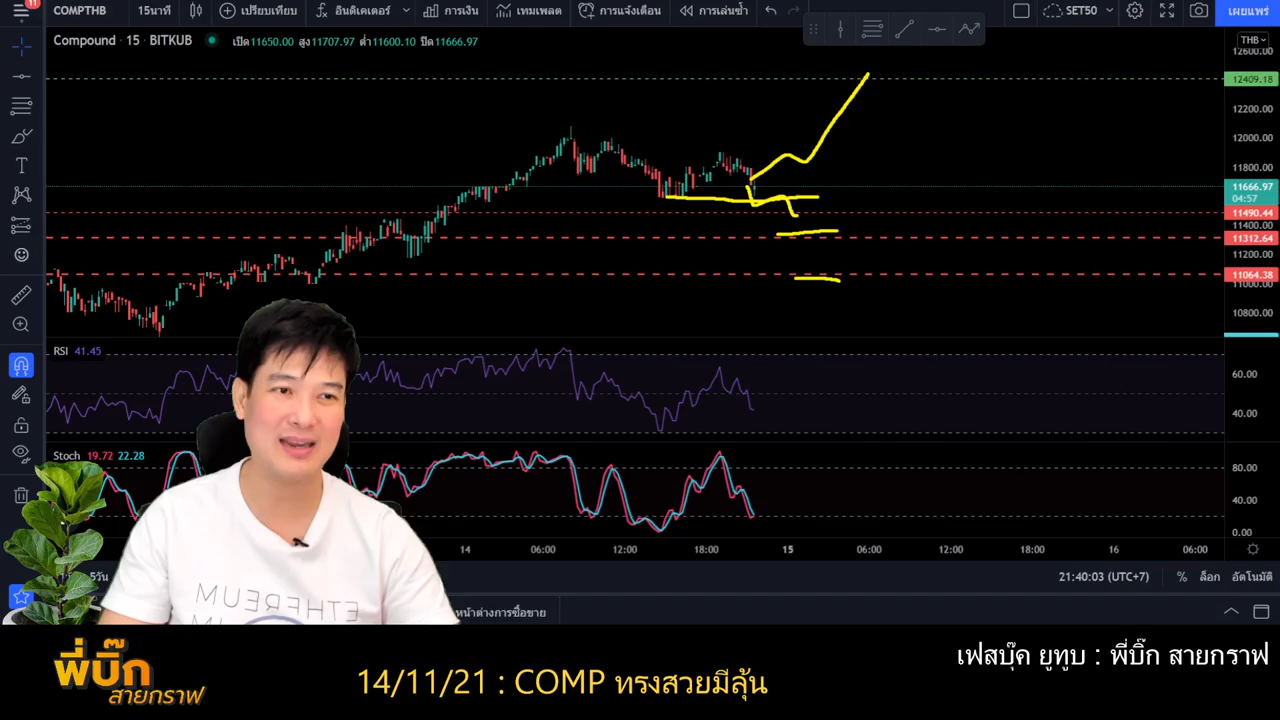 11
COMPTHB 15นาที เปรียบเทียบ อินดิเคเตอร์ การเงิน เทมเพลต การแจ้งเตือน การเล่นซ้ำ SET50 เผยแพร่
Compound · 15 · BITKUB เปิด11650.00 สูง11707.97 ต่ำ11600.10 ปิด11666.97
THB
12600.00
12409.18
12200.00
12000.00
11800.00
11666.97
04:57
11490.44
11400.00
11312.64
11200.00
11064.38
11000.00
10800.00
RSI 41.45
60.00
40.00
Stoch 19.72 22.28
80.00
40.00
0.00
14 06:00 12:00 18:00 15 06:00 12:00 18:00 16 06:00
5วัน 21:40:03 (UTC+7) % ล็อก อัตโนมัติ
หน้าต่างการซื้อขาย
ETHEREUM
พี่บิ๊ก
สายกราฟ
14/11/21 : COMP ทรงสวยมีลุ้น
เฟสบุ๊ค ยูทูบ : พี่บิ๊ก สายกราฟ